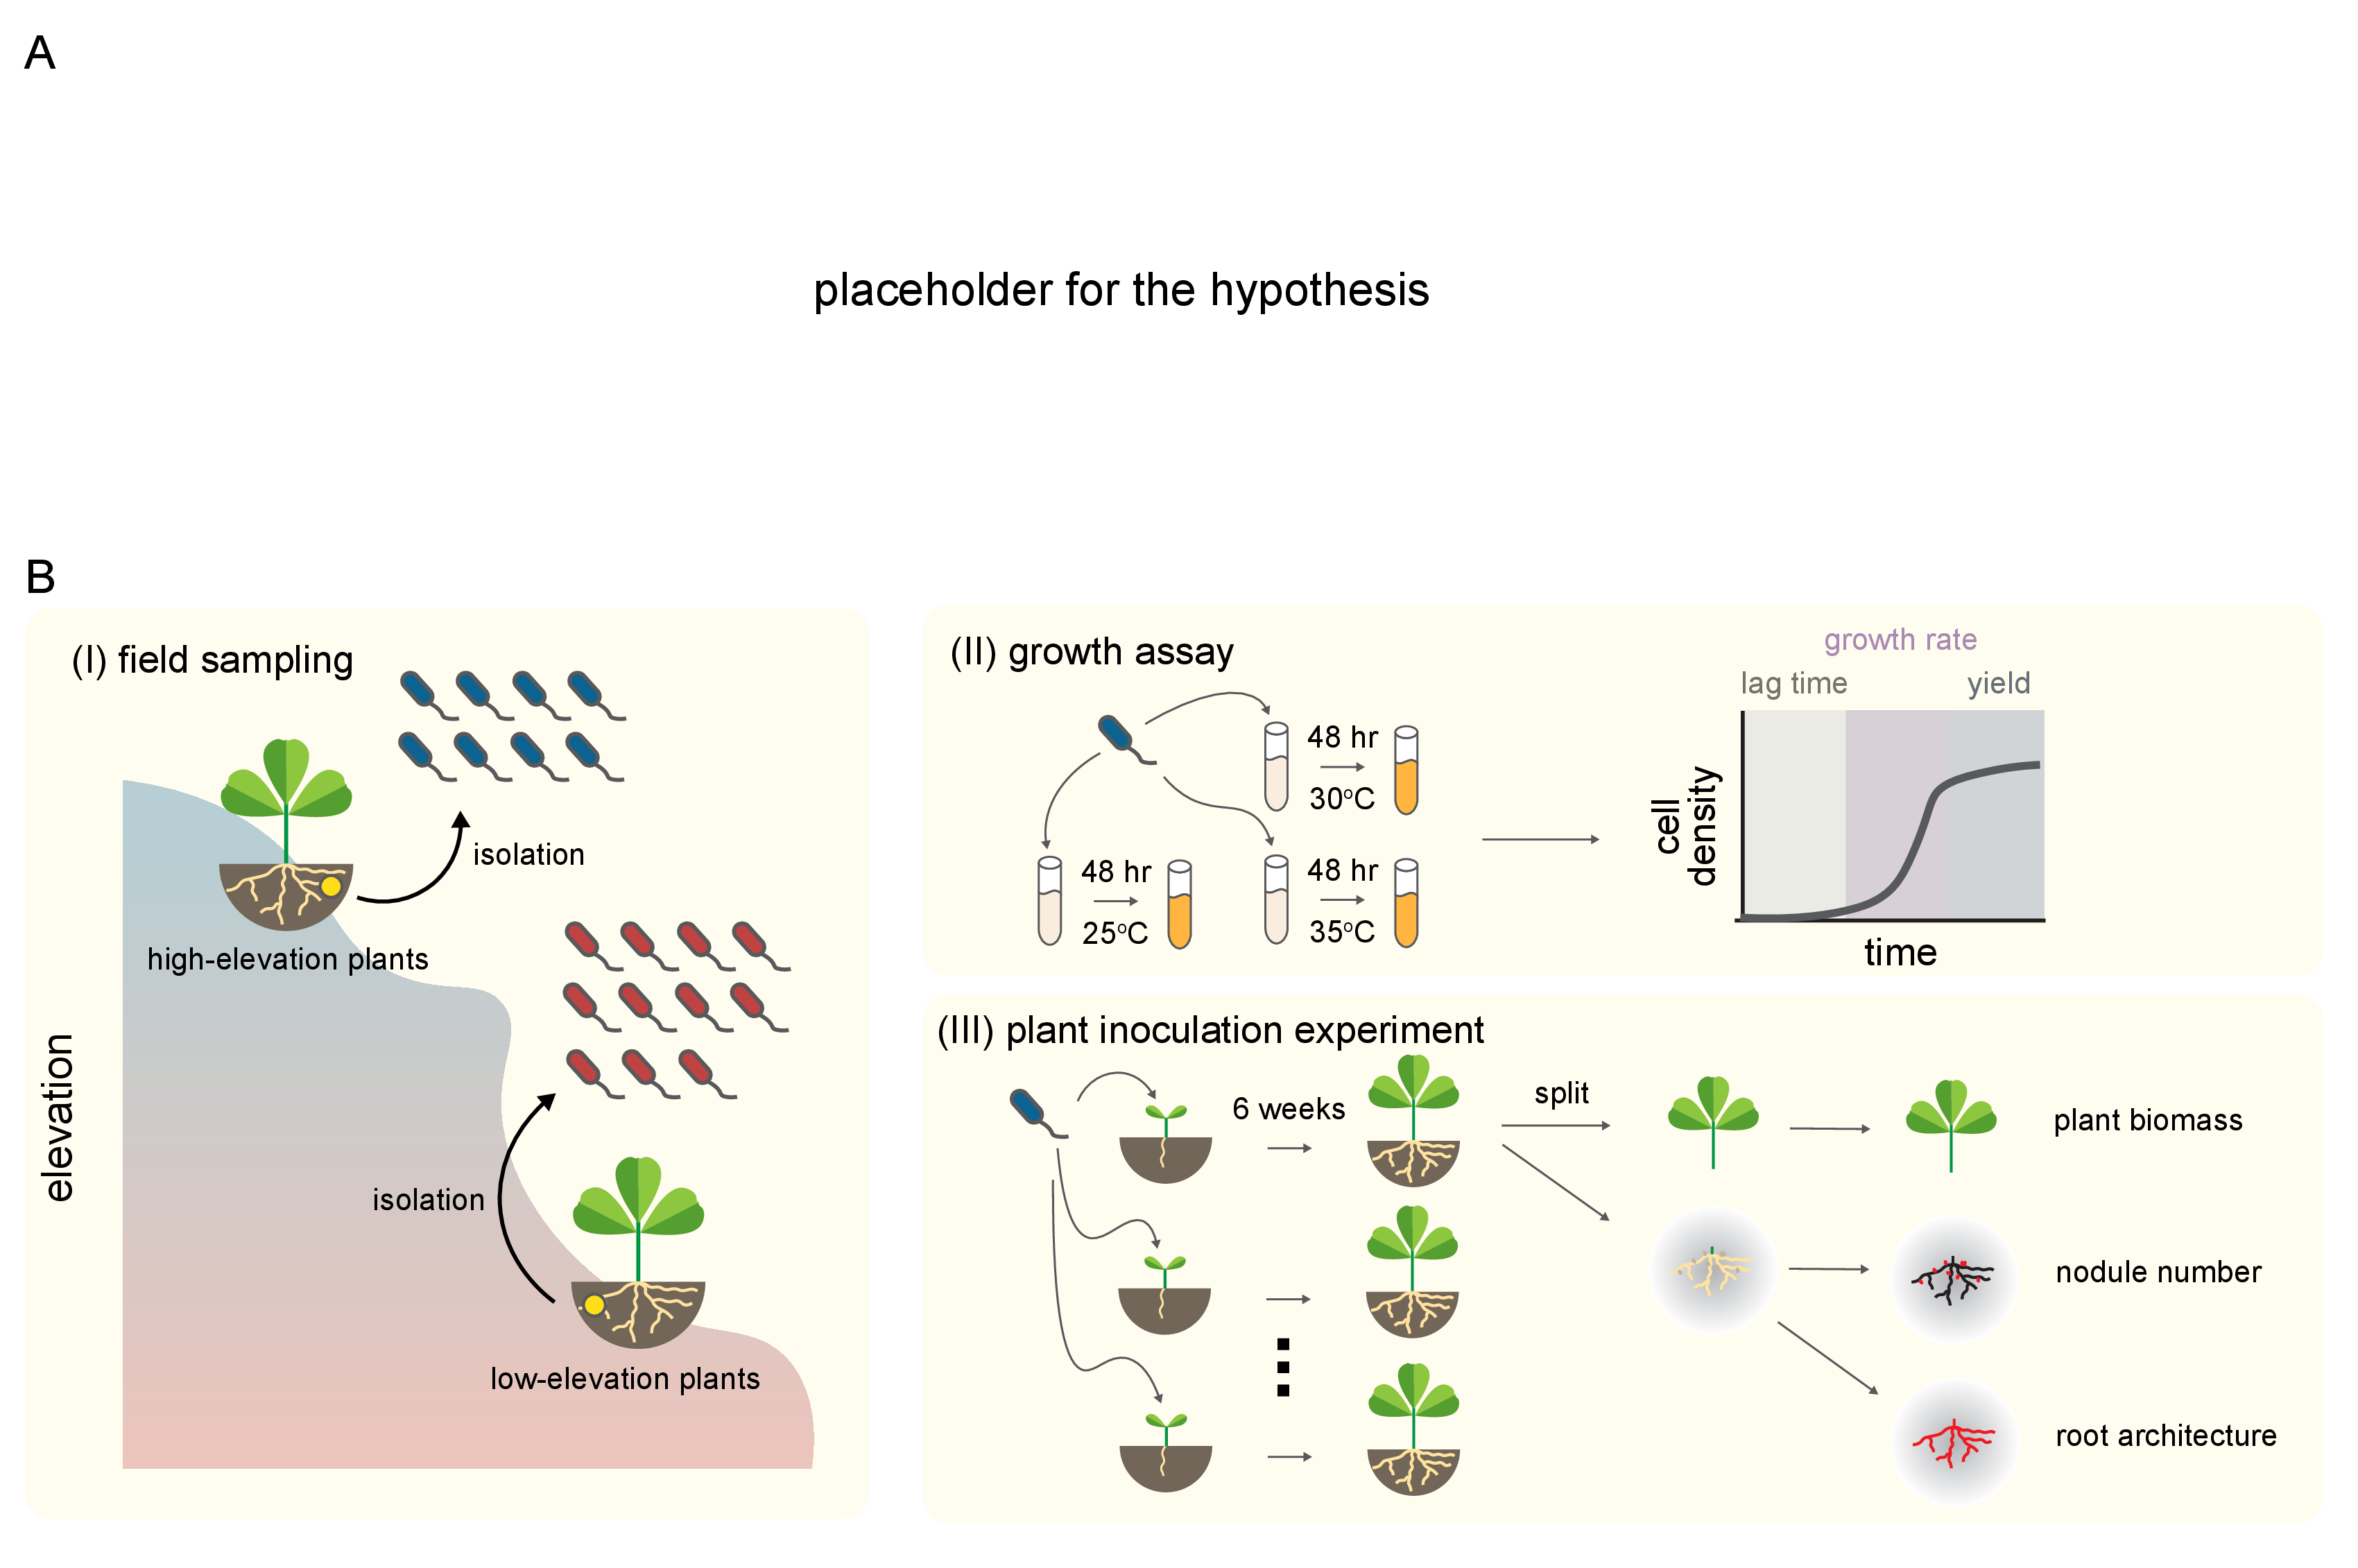 A
placeholder for the hypothesis
B
(I) field sampling
isolation
high-elevation plants
elevation
isolation
low-elevation plants
(II) growth assay
48 hr
30°C
48 hr
25°C
48 hr
35°C
growth rate
lag time
yield
cell
density
time
(III) plant inoculation experiment
6 weeks
split
plant biomass
nodule number
root architecture